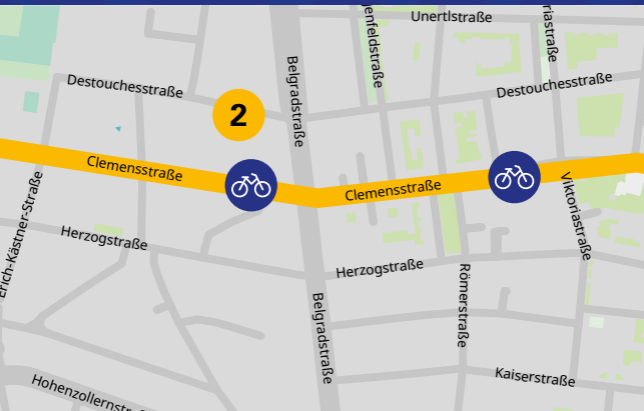 Unertlstraße
Destouchesstraße
Destouchesstraße
Belgradstraße
2
Clemensstraße
Clemensstraße
Viktoriastraße
Erich-Kästner-Straße
Herzogstraße
Herzogstraße
Römerstraße
Belgradstraße
Kaiserstraße